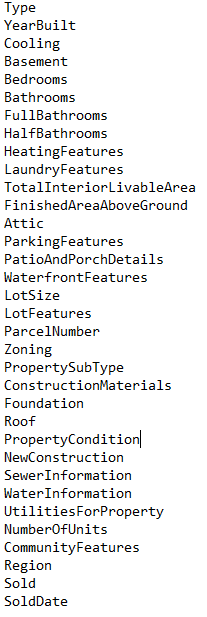 Type
YearBuilt
Cooling
Basement
Bedrooms
Bathrooms
FullBathrooms
HalfBathrooms
HeatingFeatures
LaundryFeatures
TotalInteriorLivableArea
FinishedAreaAboveGround
Attic
ParkingFeatures
PatioAndPorchDetails
WaterfrontFeatures
LotSize
LotFeatures
ParcelNumber
Zoning
PropertySubType
ConstructionMaterials
Foundation
Roof
PropertyCondition
NewConstruction
SewerInformation
WaterInformation
UtilitiesForProperty
NumberOfUnits
CommunityFeatures
Region
Sold
SoldDate